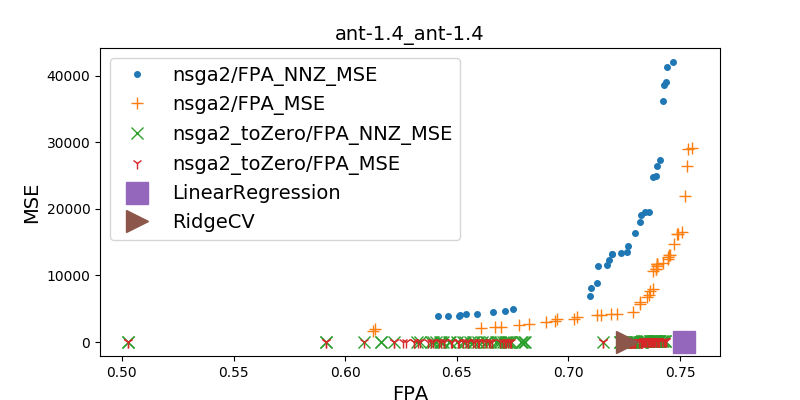 ant-1.4_ant-1.4
MSE
40000
30000
20000
10000
0
nsga2/FPA_NNZ_MSE
nsga2/FPA_MSE
nsga2_toZero/FPA_NNZ_MSE
nsga2_toZero/FPA_MSE
LinearRegression
RidgeCV
0.50 0.55 0.60 0.65 0.70 0.75
FPA